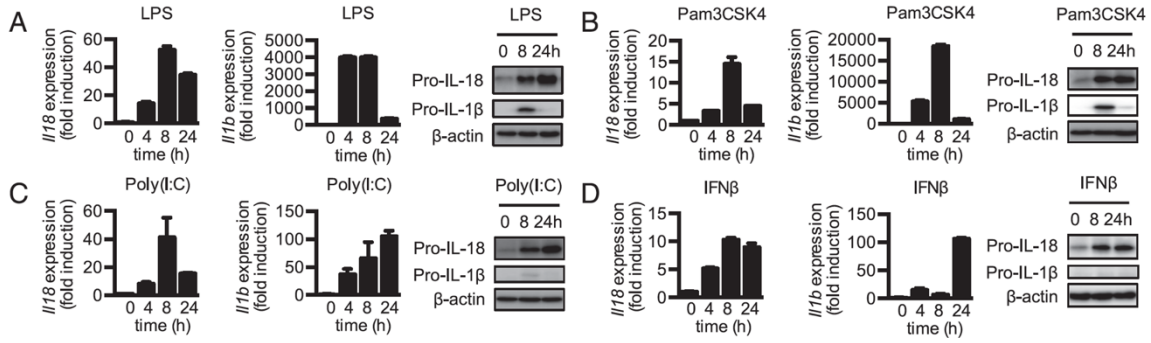 A
LPS
Il18 expression
(fold induction)
60
40
20
0
0 4 8 24
time (h)
LPS
Il1b expression
(fold induction)
5000
4000
3000
2000
1000
0
0 4 8 24
time (h)
LPS
0 8 24h
Pro-IL-18
Pro-IL-1β
β-actin
B
Pam3CSK4
Il18 expression
(fold induction)
20
15
10
5
0
0 4 8 24
time (h)
Pam3CSK4
Il1b expression
(fold induction)
20000
15000
10000
5000
0
0 4 8 24
time (h)
Pam3CSK4
0 8 24h
Pro-IL-18
Pro-IL-1β
β-actin
C
Poly(I:C)
Il18 expression
(fold induction)
60
40
20
0
0 4 8 24
time (h)
Poly(I:C)
Il1b expression
(fold induction)
150
100
50
0
0 4 8 24
time (h)
Poly(I:C)
0 8 24h
Pro-IL-18
Pro-IL-1β
β-actin
D
IFNβ
Il18 expression
(fold induction)
15
10
5
0
0 4 8 24
time (h)
IFNβ
Il1b expression
(fold induction)
150
100
50
0
0 4 8 24
time (h)
IFNβ
0 8 24h
Pro-IL-18
Pro-IL-1β
β-actin